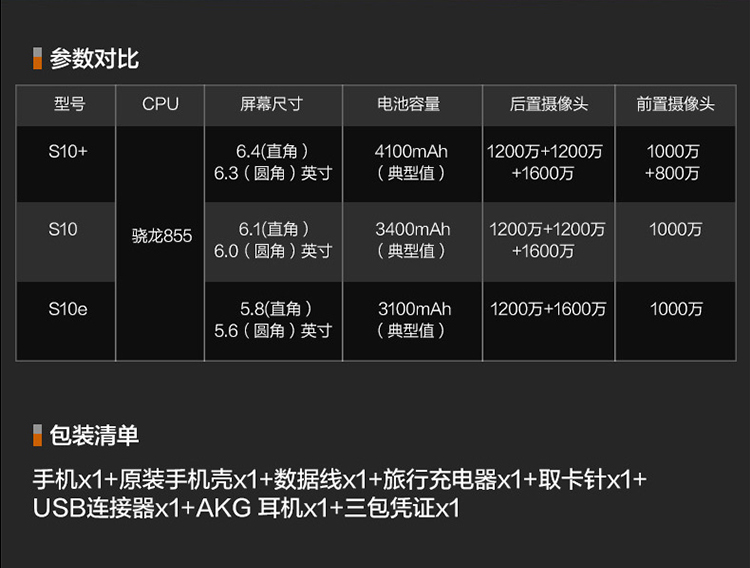 参数对比
型号 CPU 屏幕尺寸 电池容量 后置摄像头 前置摄像头
S10+ 6.4(直角) 4100mAh 1200万+1200万 1000万
6.3(圆角)英寸 (典型值) +1600万 +800万
S10 骁龙855 6.1(直角) 3400mAh 1200万+1200万 1000万
6.0(圆角)英寸 (典型值) +1600万
S10e 5.8(直角) 3100mAh 1200万+1600万 1000万
5.6(圆角)英寸 (典型值)
包装清单
手机x1+原装手机壳x1+数据线x1+旅行充电器x1+取卡针x1+
USB连接器x1+AKG 耳机x1+三包凭证x1